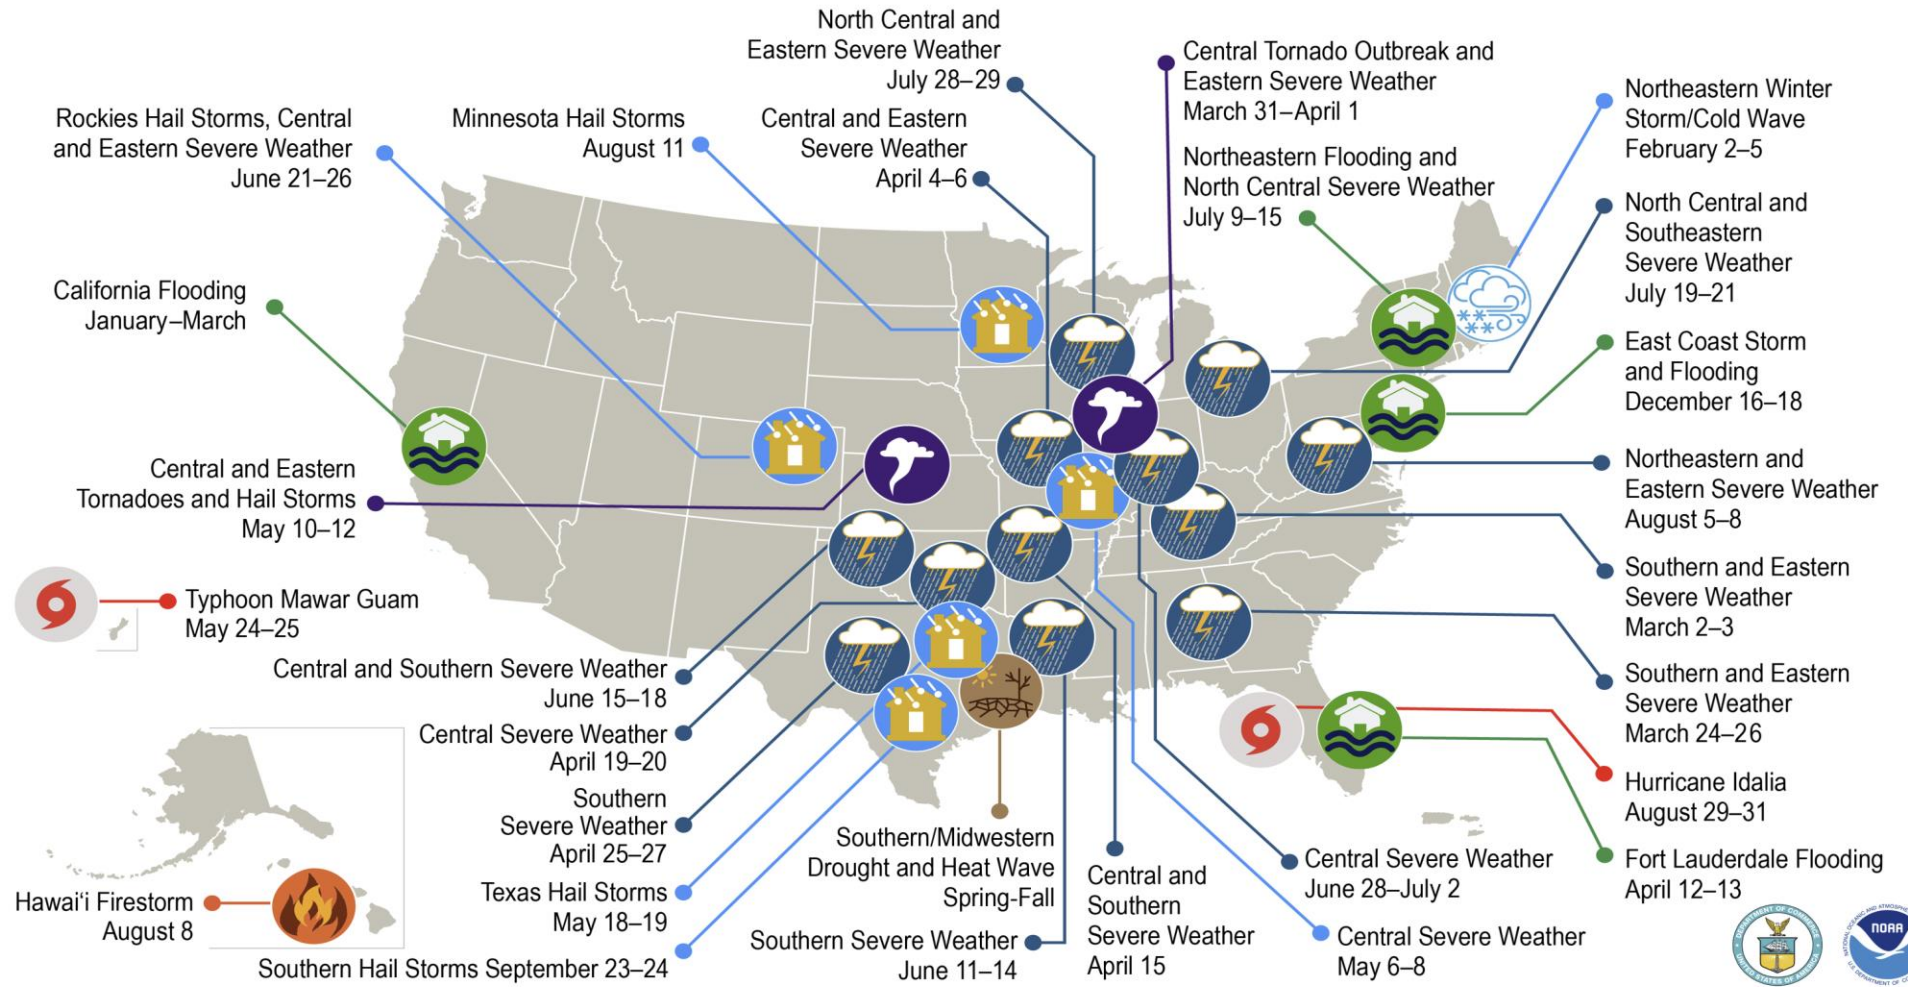 North Central and
Eastern Severe Weather
July 28–29
Central Tornado Outbreak and
Eastern Severe Weather
March 31–April 1
Northeastern Winter
Storm/Cold Wave
February 2–5
Rockies Hail Storms, Central
and Eastern Severe Weather
June 21–26
Minnesota Hail Storms
August 11
Central and Eastern
Severe Weather
April 4–6
Northeastern Flooding and
North Central Severe Weather
July 9–15
North Central and
Southeastern
Severe Weather
July 19–21
California Flooding
January–March
East Coast Storm
and Flooding
December 16–18
Central and Eastern
Tornadoes and Hail Storms
May 10–12
Northeastern and
Eastern Severe Weather
August 5–8
Southern and Eastern
Severe Weather
March 2–3
Typhoon Mawar Guam
May 24–25
Central and Southern Severe Weather
June 15–18
Southern and Eastern
Severe Weather
March 24–26
Central Severe Weather
April 19–20
Hurricane Idalia
August 29–31
Southern
Severe Weather
April 25–27
Southern/Midwestern
Drought and Heat Wave
Spring-Fall
Central and
Southern
Severe Weather
April 15
Central Severe Weather
June 28–July 2
Fort Lauderdale Flooding
April 12–13
Texas Hail Storms
May 18–19
Hawai‘i Firestorm
August 8
Southern Severe Weather
June 11–14
Central Severe Weather
May 6–8
Southern Hail Storms September 23–24
DEPARTMENT OF COMMERCE
UNITED STATES OF AMERICA
NOAA